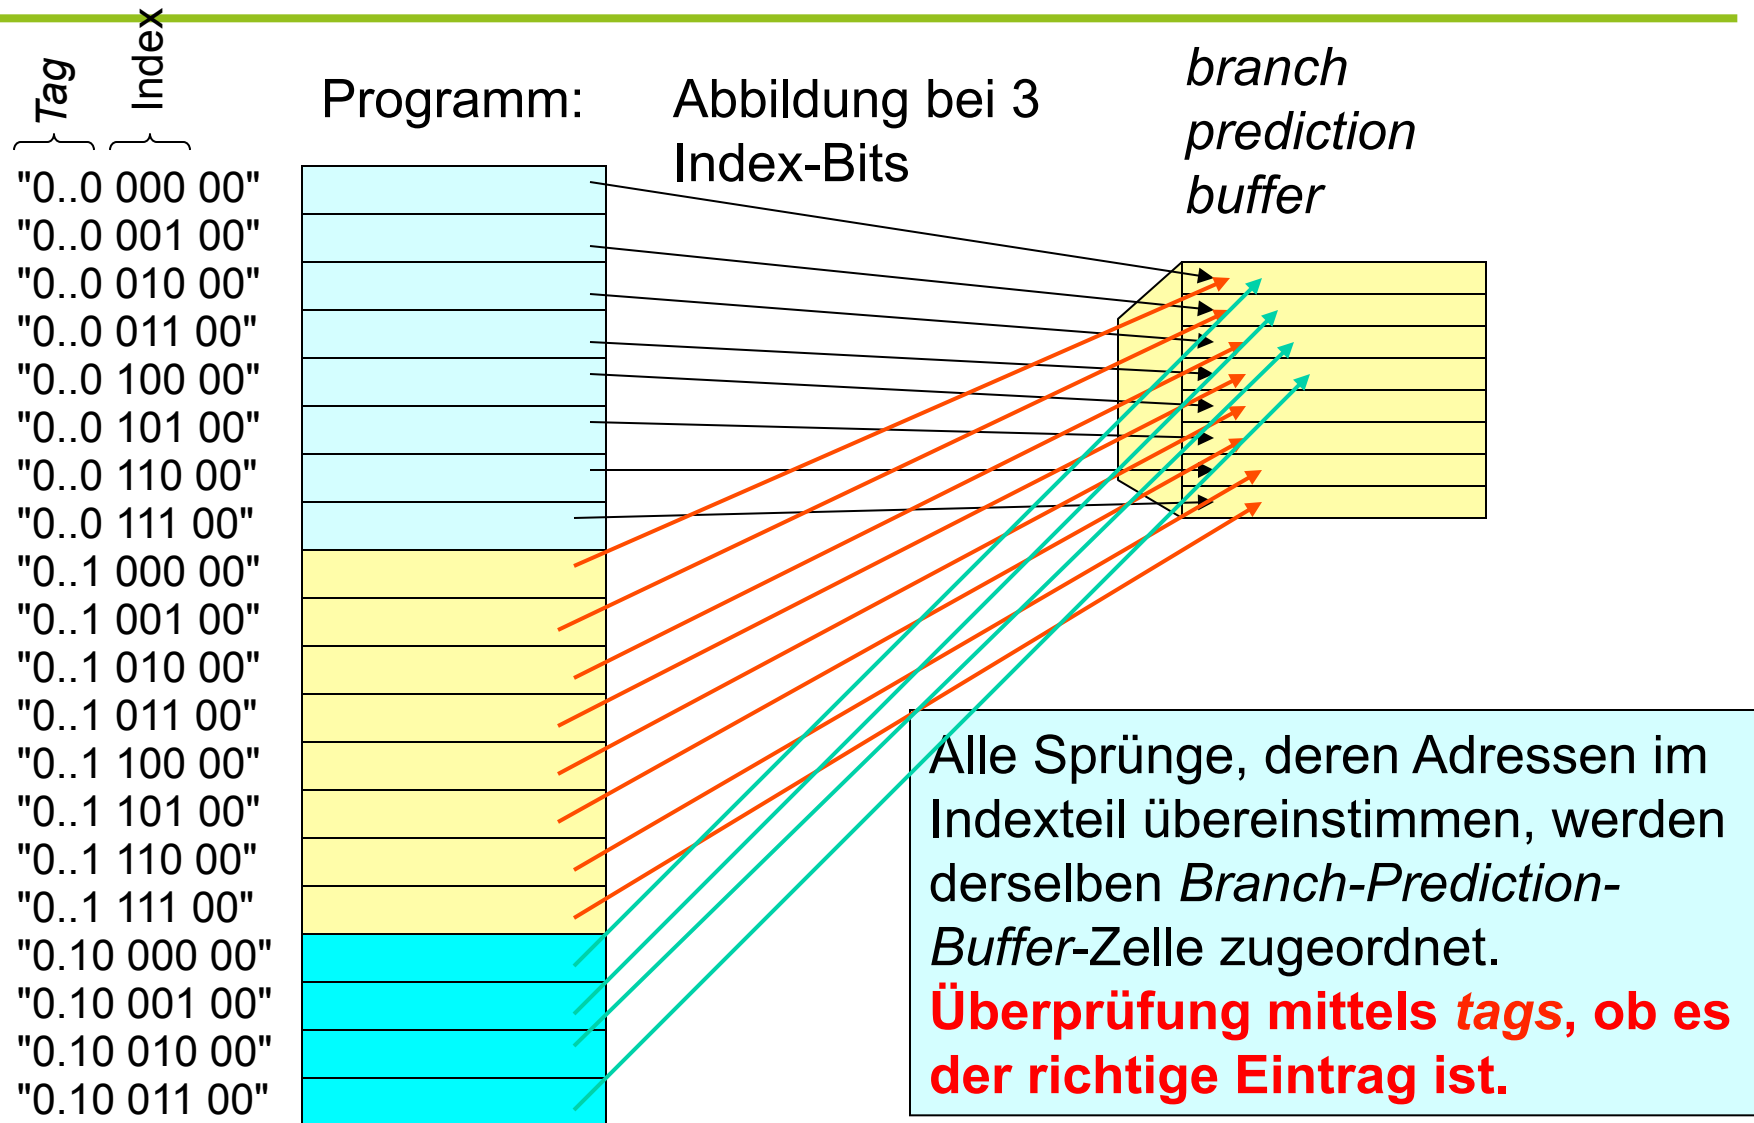 Tag
Index
Programm:
Abbildung bei 3
Index-Bits
branch
prediction
buffer
"0..0 000 00"
"0..0 001 00"
"0..0 010 00"
"0..0 011 00"
"0..0 100 00"
"0..0 101 00"
"0..0 110 00"
"0..0 111 00"
"0..1 000 00"
"0..1 001 00"
"0..1 010 00"
"0..1 011 00"
"0..1 100 00"
"0..1 101 00"
"0..1 110 00"
"0..1 111 00"
"0.10 000 00"
"0.10 001 00"
"0.10 010 00"
"0.10 011 00"
Alle Sprünge, deren Adressen im
Indexteil übereinstimmen, werden
derselben Branch-Prediction-
Buffer-Zelle zugeordnet.
Überprüfung mittels tags, ob es
der richtige Eintrag ist.